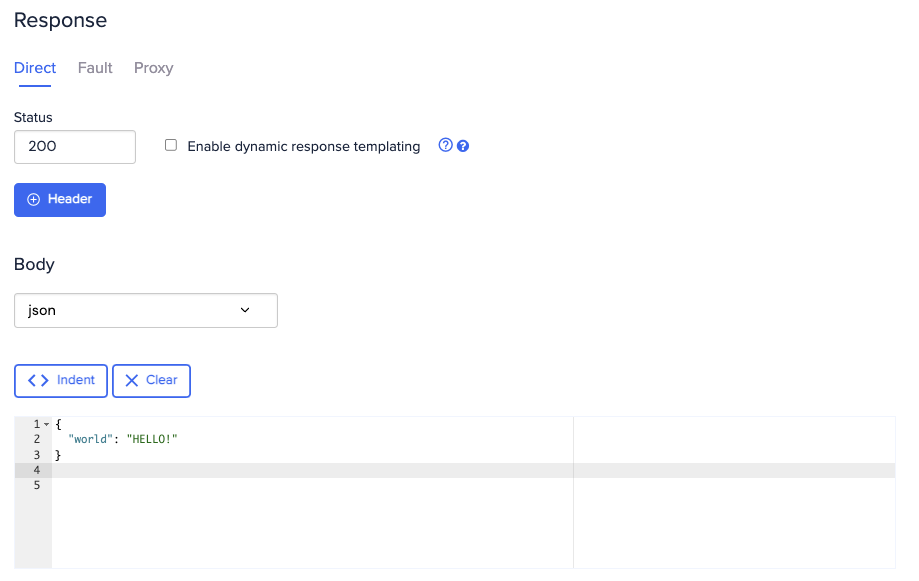 Response
Direct Fault Proxy
Status
200 Enable dynamic response templating ? ?
Header
Body
json
Indent Clear
1 {
2 "world": "HELLO!"
3 }
4
5